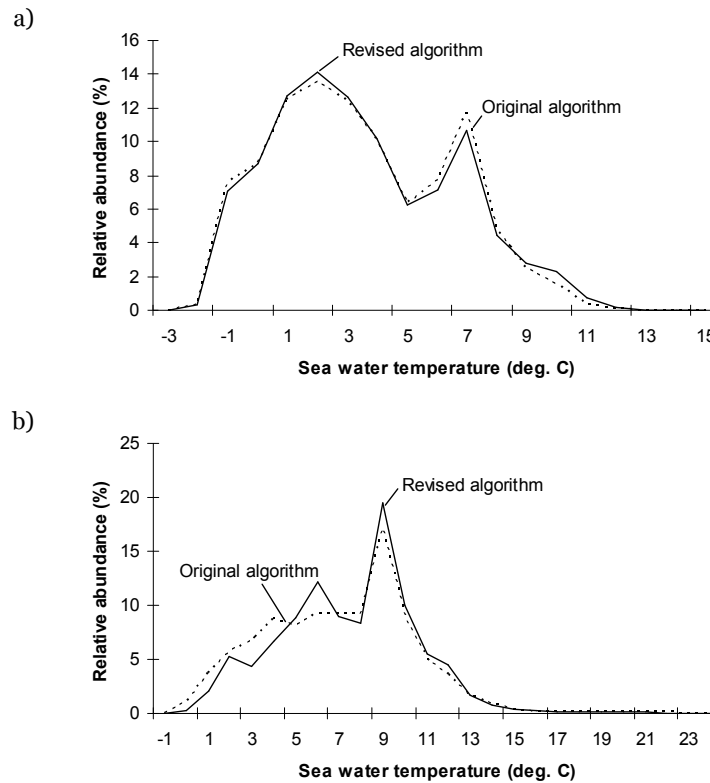 a)
16
14
12
10
8
6
4
2
0
Relative abundance (%)
Revised algorithm
Original algorithm
-3 -1 1 3 5 7 9 11 13 15
Sea water temperature (deg. C)
b)
25
20
15
10
5
0
Relative abundance (%)
Revised algorithm
Original algorithm
-1 1 3 5 7 9 11 13 15 17 19 21 23
Sea water temperature (deg. C)